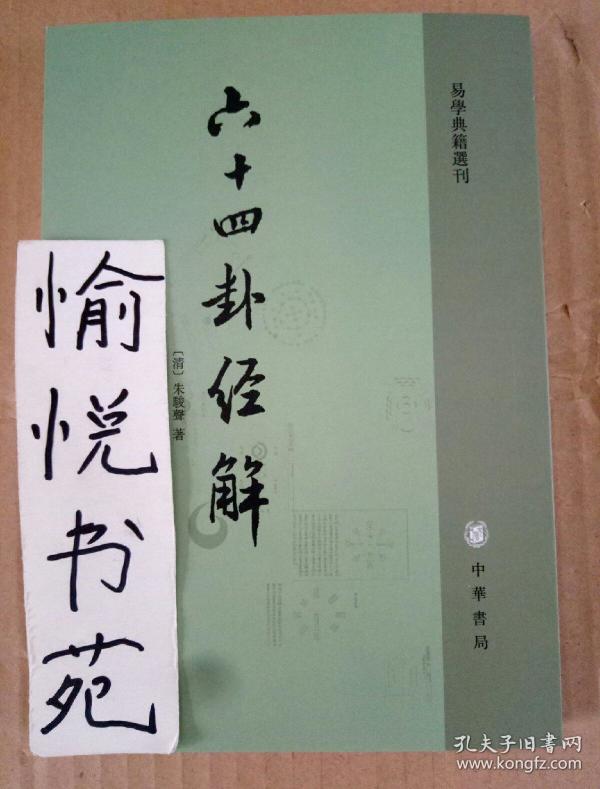 易學典籍選刊
六十四卦经解
〔清〕朱駿聲 著
中華書局
愉悦书苑
孔夫子旧書网
www.kongfz.com